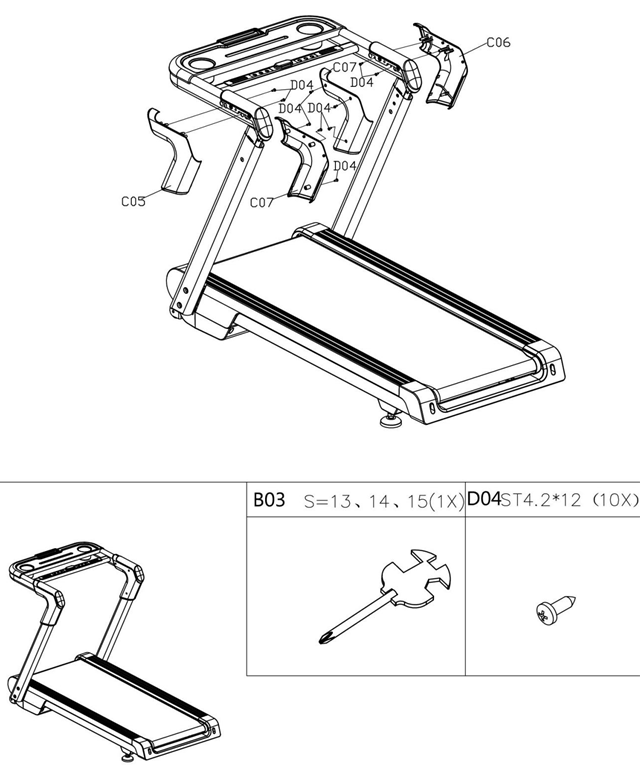 C06
C07
D04
D04
D04
D04
D04
C05
C07
B03 S=13、14、15(1X)
D04 ST4.2*12 (10X)